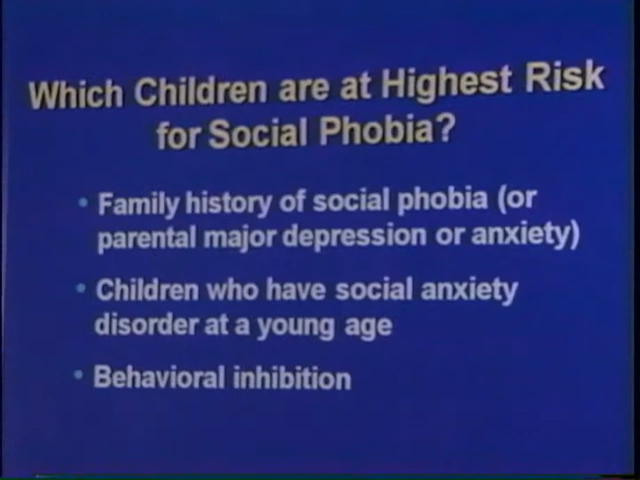 Which Children are at Highest Risk
for Social Phobia?
• Family history of social phobia (or
parental major depression or anxiety)
• Children who have social anxiety
disorder at a young age
• Behavioral inhibition